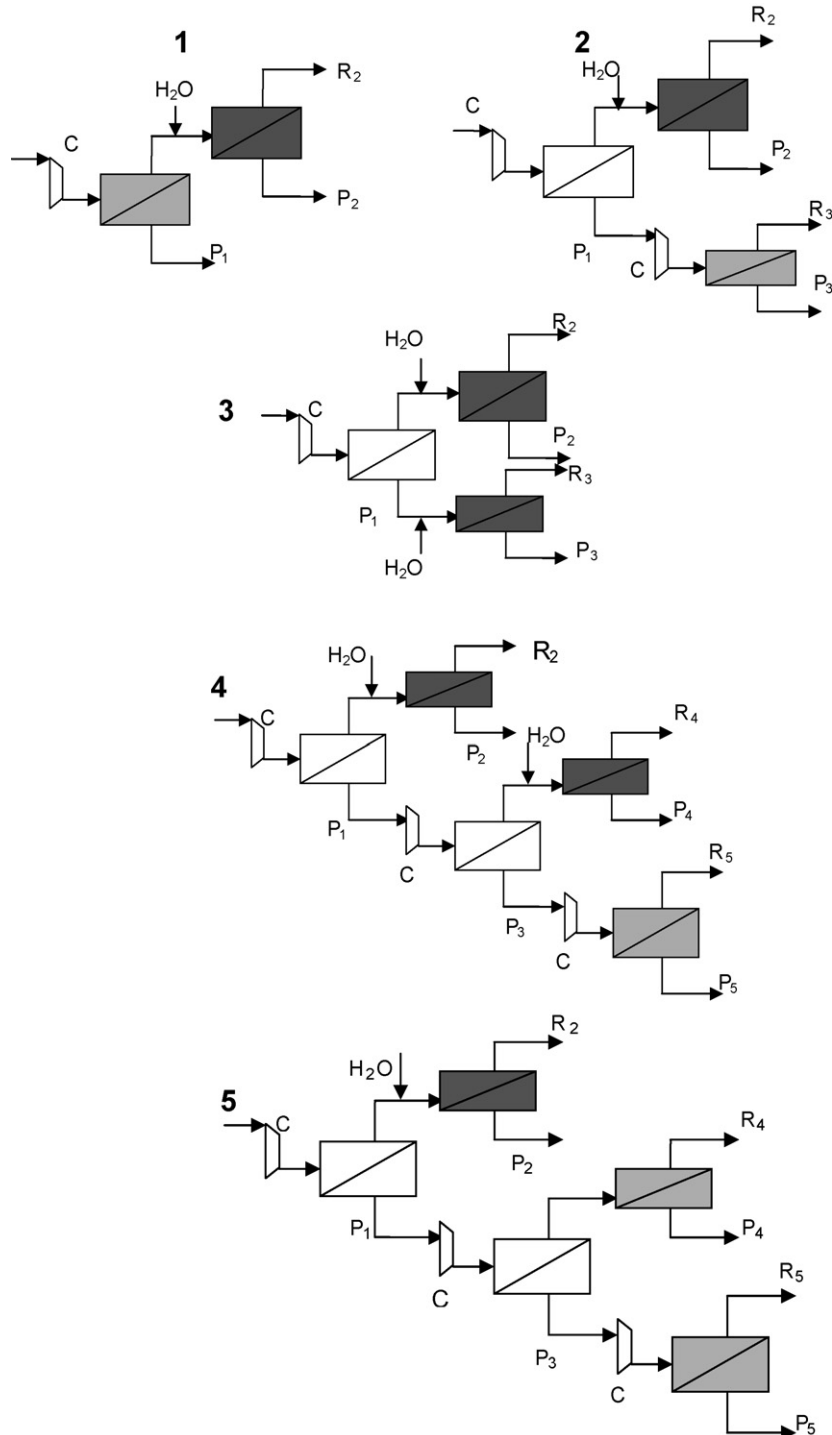 1
H₂O
R₂
C
P₂
P₁
2
H₂O
R₂
C
P₂
P₁
C
R₃
P₃
3
H₂O
R₂
C
P₂
R₃
P₁
H₂O
P₃
4
H₂O
R₂
C
P₂
H₂O
R₄
P₁
C
P₄
P₃
C
R₅
P₅
5
H₂O
R₂
C
P₂
R₄
P₁
C
P₄
P₃
C
R₅
P₅